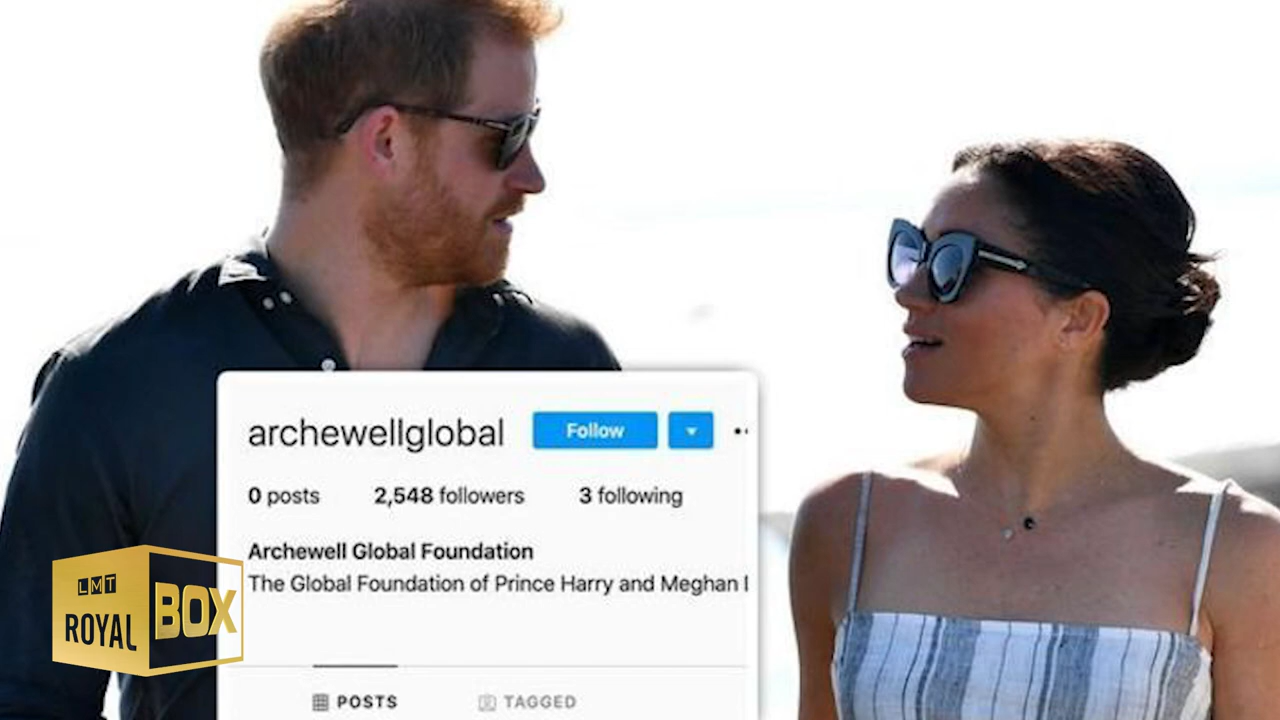 archewellglobal
Follow
0 posts 2,548 followers 3 following
Archewell Global Foundation
The Global Foundation of Prince Harry and Meghan
POSTS TAGGED
LMT
ROYAL
BOX